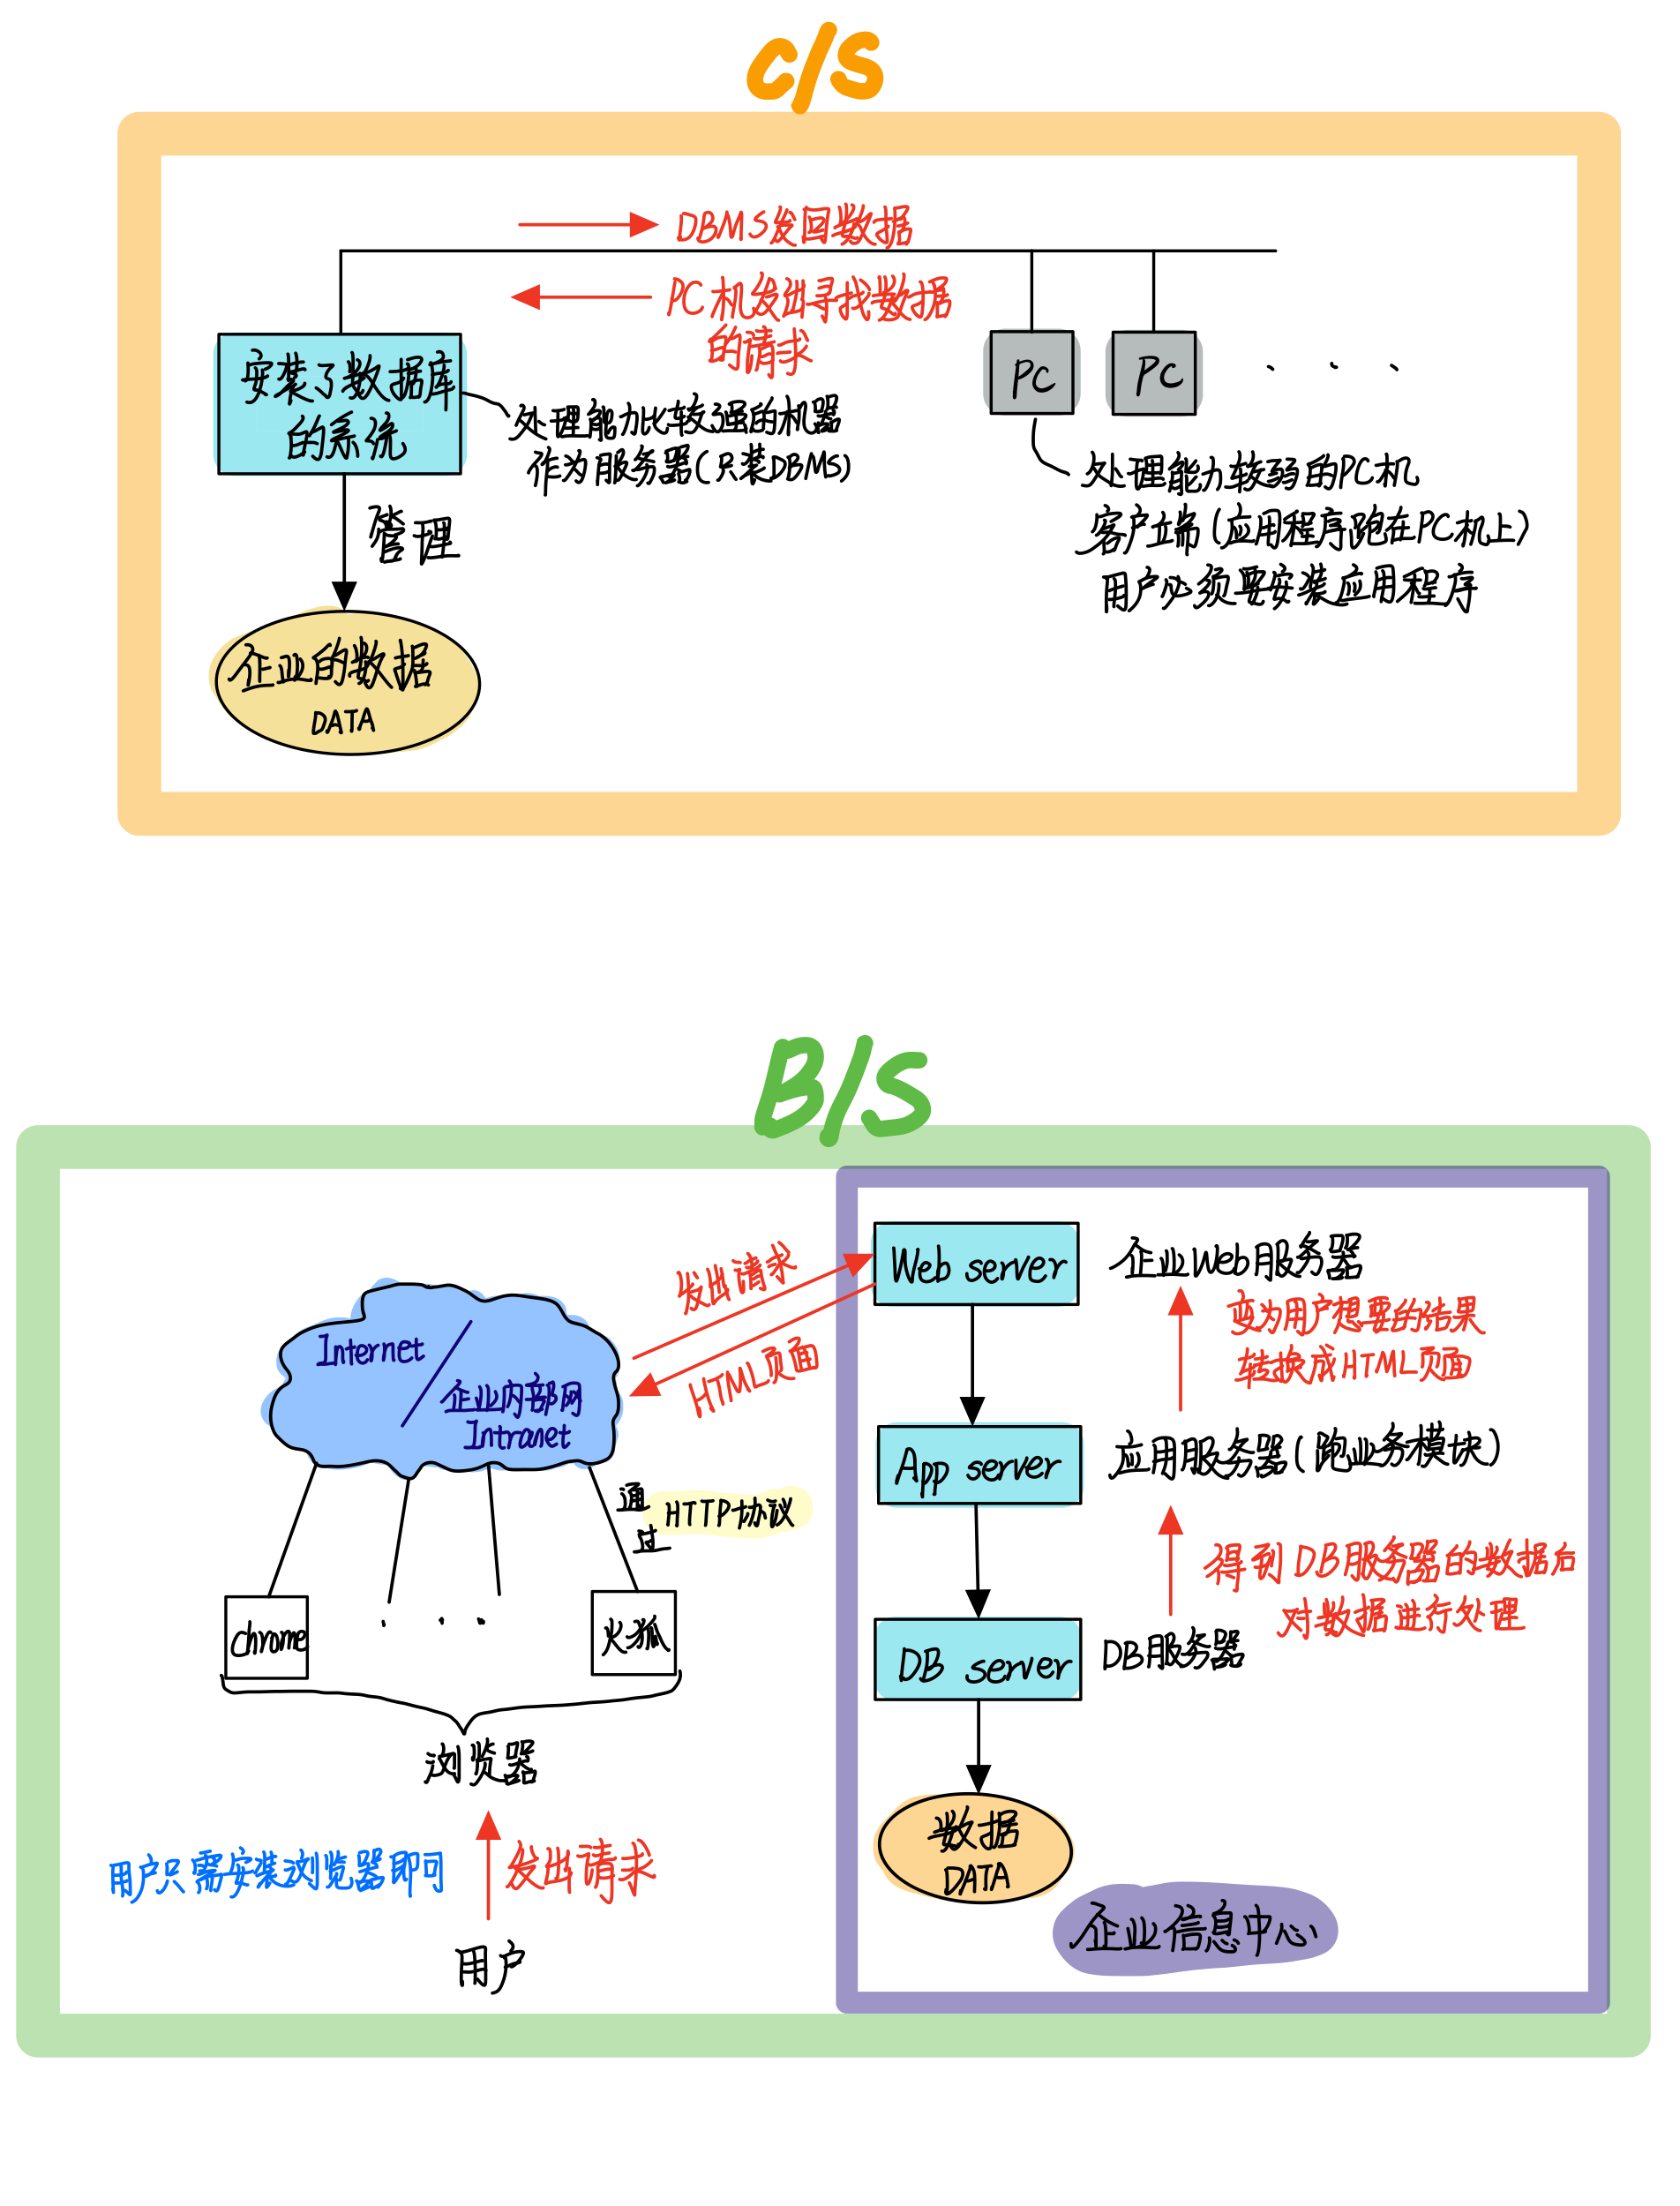 C/S
DBMS发回数据
PC机发出寻找数据
的请求
安装了数据库
的系统
处理能力比较强的机器
作为服务器(只装DBMS)
PC
PC
. . .
处理能力较弱的PC机
客户端(应用程序跑在PC机上)
用户必须要安装应用程序
管理
企业的数据
DATA
B/S
Internet
企业内部网
Intranet
发出请求
HTML页面
通过HTTP协议
chrome
. . .
火狐
浏览器
用户只需安装浏览器即可
发出请求
用户
Web server
企业Web服务器
变为用户想要的结果
转换成HTML页面
App server
应用服务器(跑业务模块)
得到DB服务器的数据后
对数据进行处理
DB server
DB服务器
数据
DATA
企业信息中心